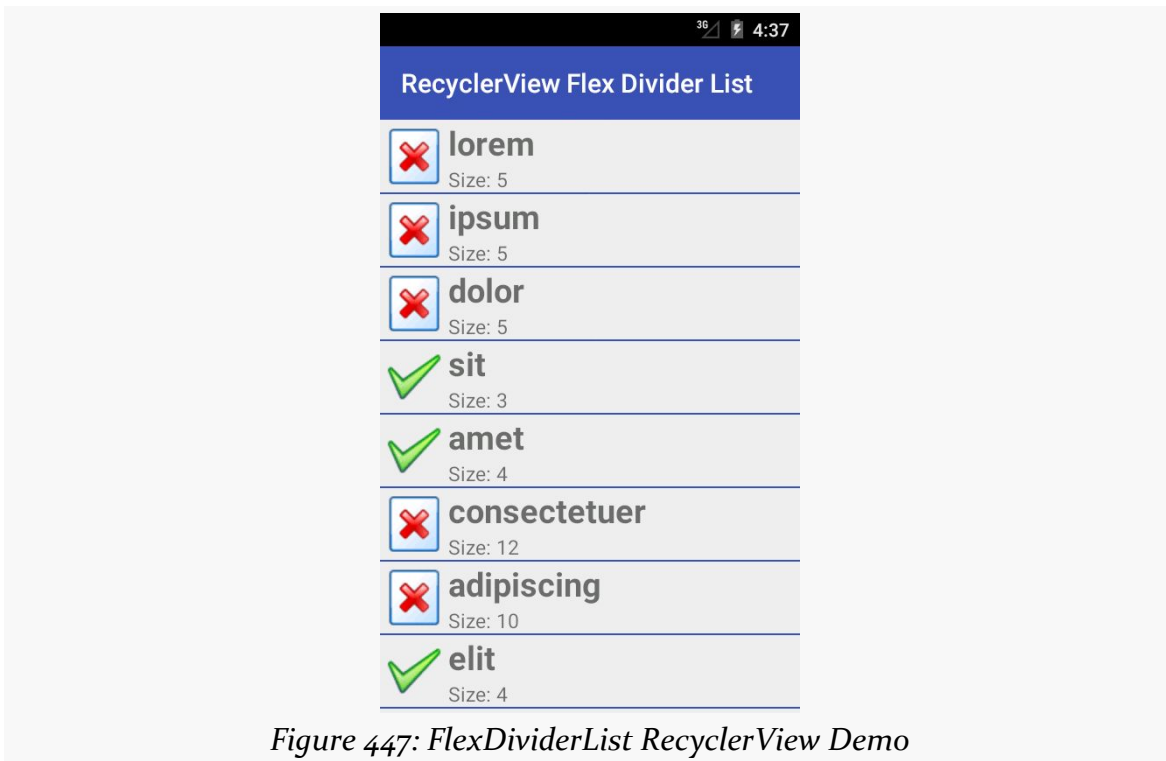 3G 4:37
RecyclerView Flex Divider List
lorem
Size: 5
ipsum
Size: 5
dolor
Size: 5
sit
Size: 3
amet
Size: 4
consectetuer
Size: 12
adipiscing
Size: 10
elit
Size: 4
Figure 447: FlexDividerList RecyclerView Demo